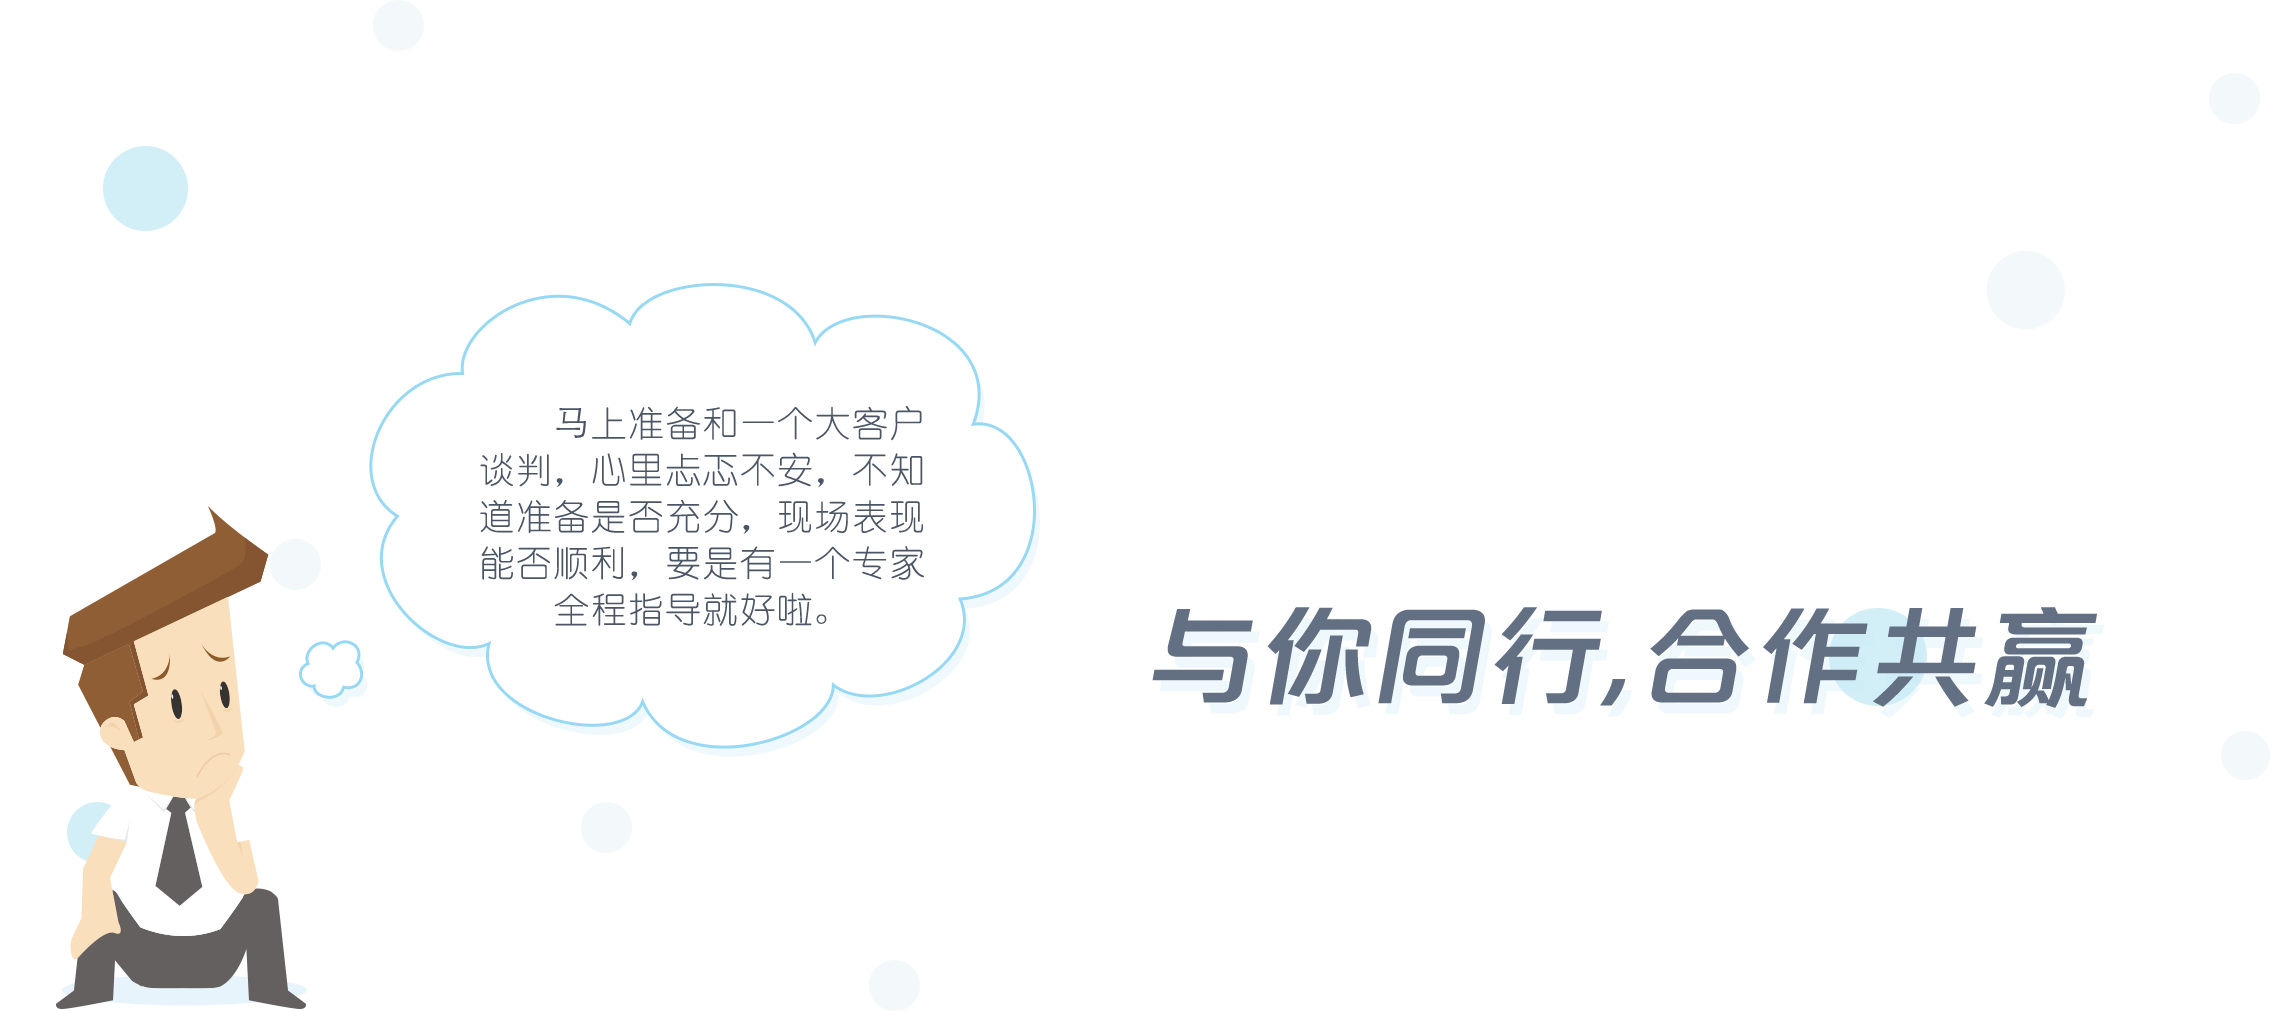 马上准备和一个大客户
谈判，心里忐忑不安，不知
道准备是否充分，现场表现
能否顺利，要是有一个专家
全程指导就好啦。
与你同行,合作共赢